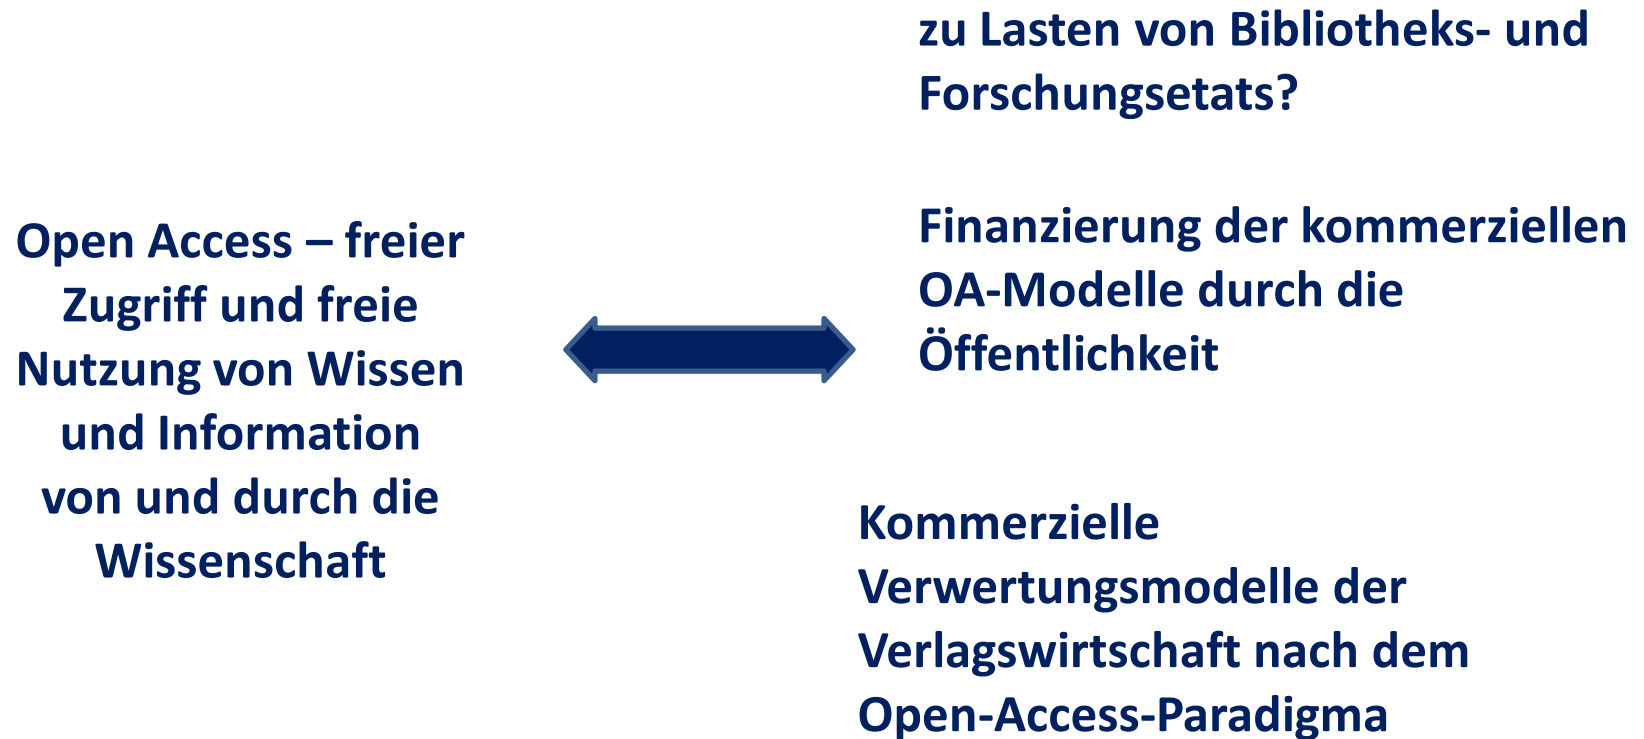 zu Lasten von Bibliotheks- und
Forschungsetats?
Open Access – freier
Zugriff und freie
Nutzung von Wissen
und Information
von und durch die
Wissenschaft
Finanzierung der kommerziellen
OA-Modelle durch die
Öffentlichkeit
Kommerzielle
Verwertungsmodelle der
Verlagswirtschaft nach dem
Open-Access-Paradigma